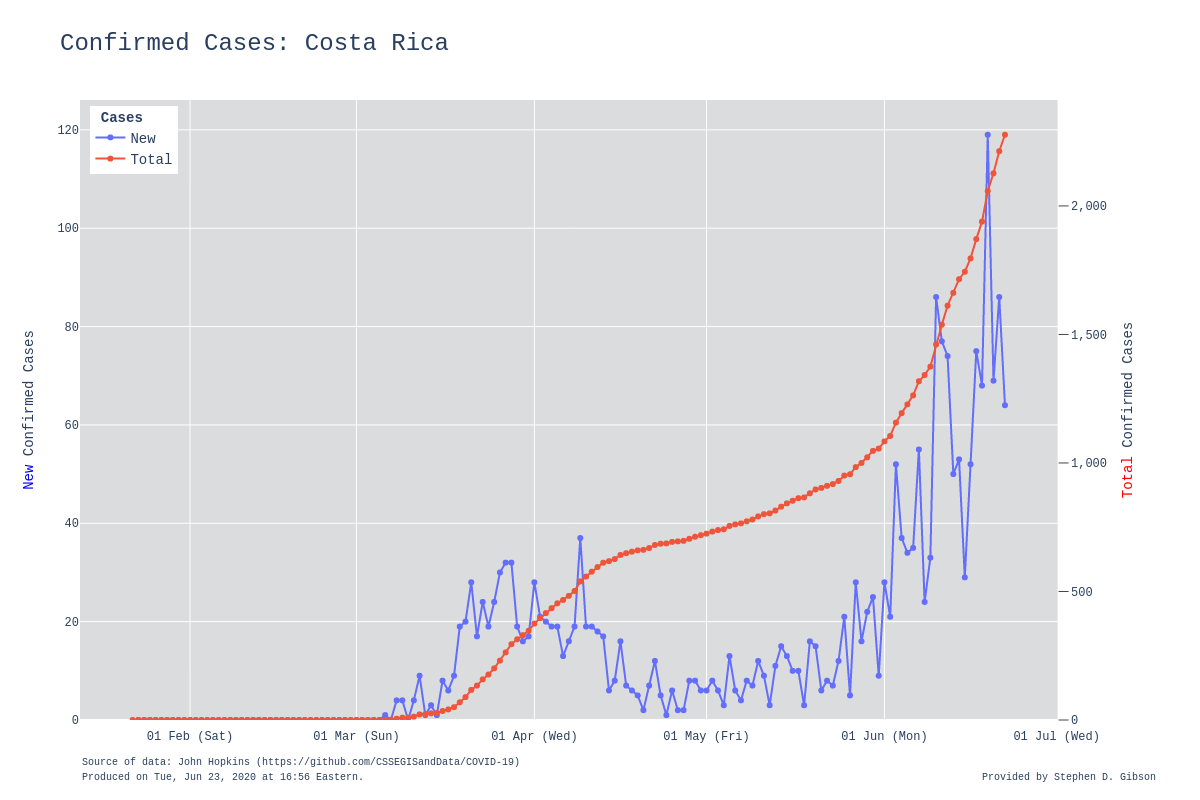 Confirmed Cases: Costa Rica
Cases
New
Total
120
100
80
60
40
20
0
2,000
1,500
1,000
500
0
New Confirmed Cases
Total Confirmed Cases
01 Feb (Sat)
01 Mar (Sun)
01 Apr (Wed)
01 May (Fri)
01 Jun (Mon)
01 Jul (Wed)
Source of data: John Hopkins (https://github.com/CSSEGISandData/COVID-19)
Produced on Tue, Jun 23, 2020 at 16:56 Eastern.
Provided by Stephen D. Gibson